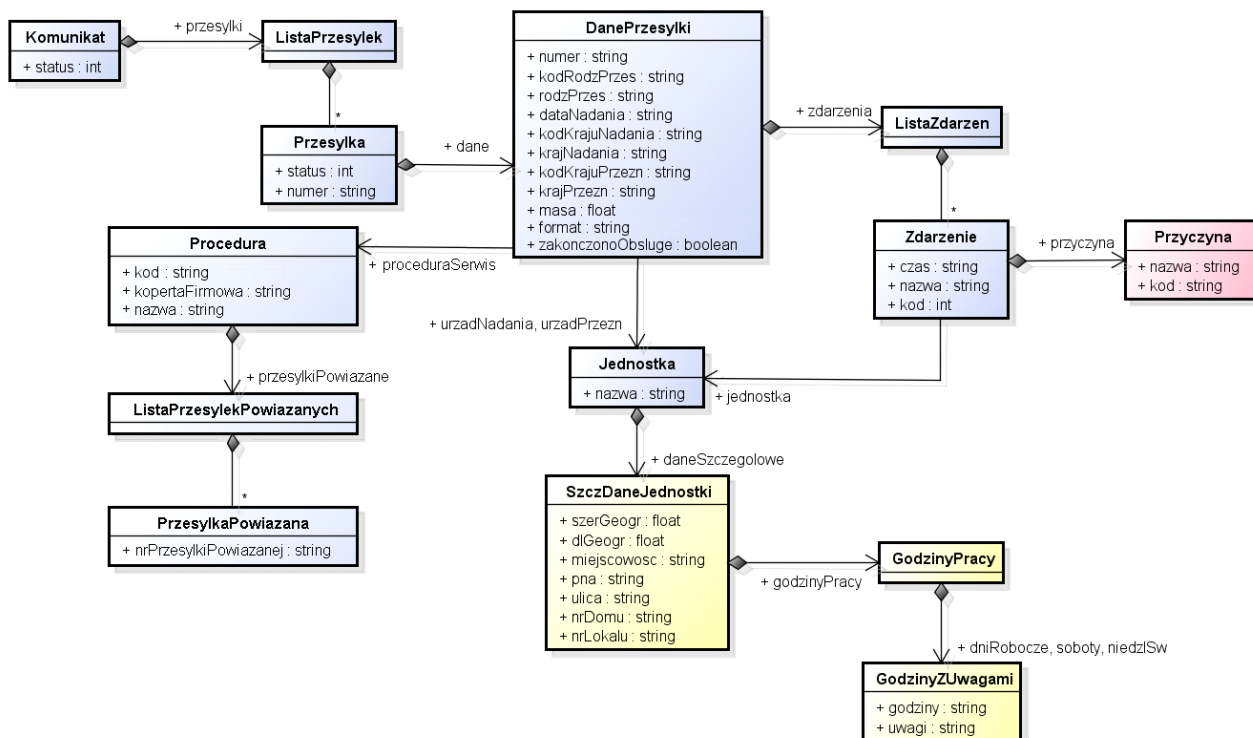 Komunikat
+ status : int
+ przesylki
ListaPrzesylek
*
Przesylka
+ status : int
+ numer : string
+ dane
DanePrzesylki
+ numer : string
+ kodRodzPrzes : string
+ rodzPrzes : string
+ dataNadania : string
+ kodKrajuNadania : string
+ krajNadania : string
+ kodKrajuPrzezn : string
+ krajPrzezn : string
+ masa : float
+ format : string
+ zakonczonoObsluge : boolean
+ zdarzenia
ListaZdarzen
*
Zdarzenie
+ czas : string
+ nazwa : string
+ kod : int
+ przyczyna
Przyczyna
+ nazwa : string
+ kod : string
Procedura
+ kod : string
+ kopertaFirmowa : string
+ nazwa : string
+ proceduraSerwis
+ przesylkiPowiazane
ListaPrzesylekPowiazanych
*
PrzesylkaPowiazana
+ nrPrzesylkiPowiazanej : string
+ urzadNadania, urzadPrzezn
Jednostka
+ nazwa : string
+ jednostka
+ daneSzczegolowe
SzczDaneJednostki
+ szerGeogr : float
+ dlGeogr : float
+ miejscowosc : string
+ pna : string
+ ulica : string
+ nrDomu : string
+ nrLokalu : string
+ godzinyPracy
GodzinyPracy
+ dniRobocze, soboty, niedzISw
GodzinyZUwagami
+ godziny : string
+ uwagi : string